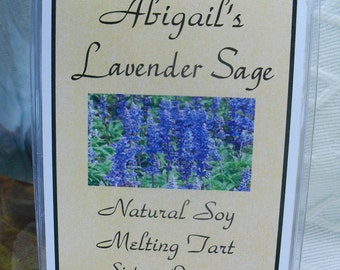 Abigail's
Lavender Sage
Natural Soy
Melting Tart